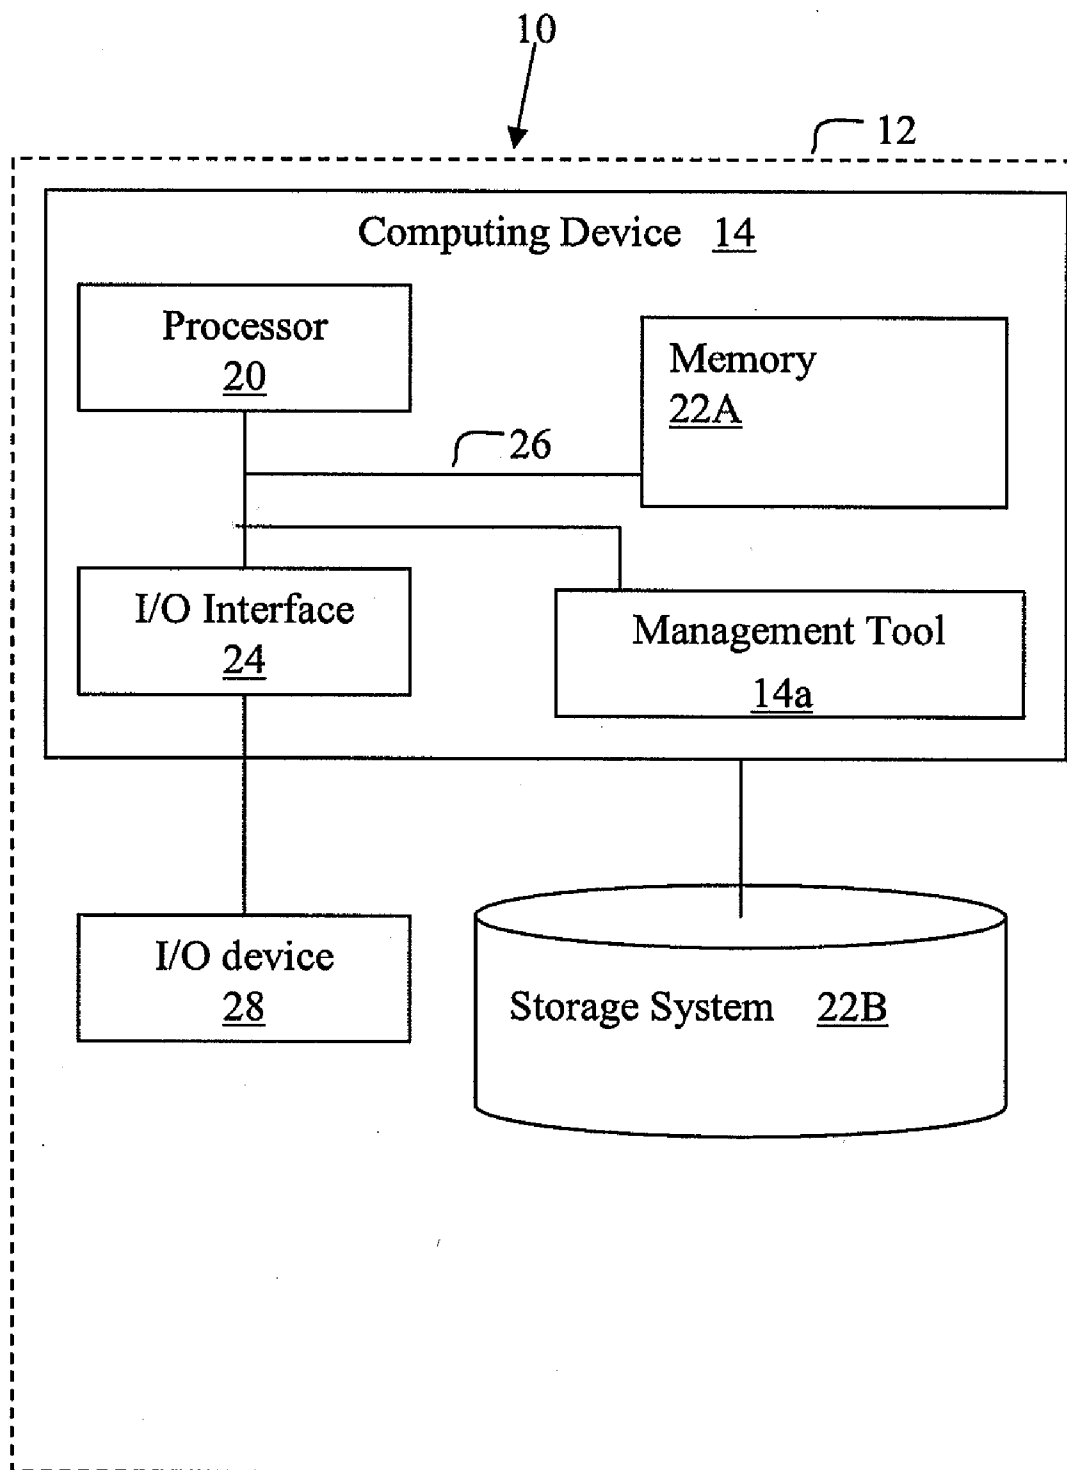 10
12
Computing Device 14
Processor
20
Memory
22A
26
I/O Interface
24
Management Tool
14a
I/O device
28
Storage System 22B